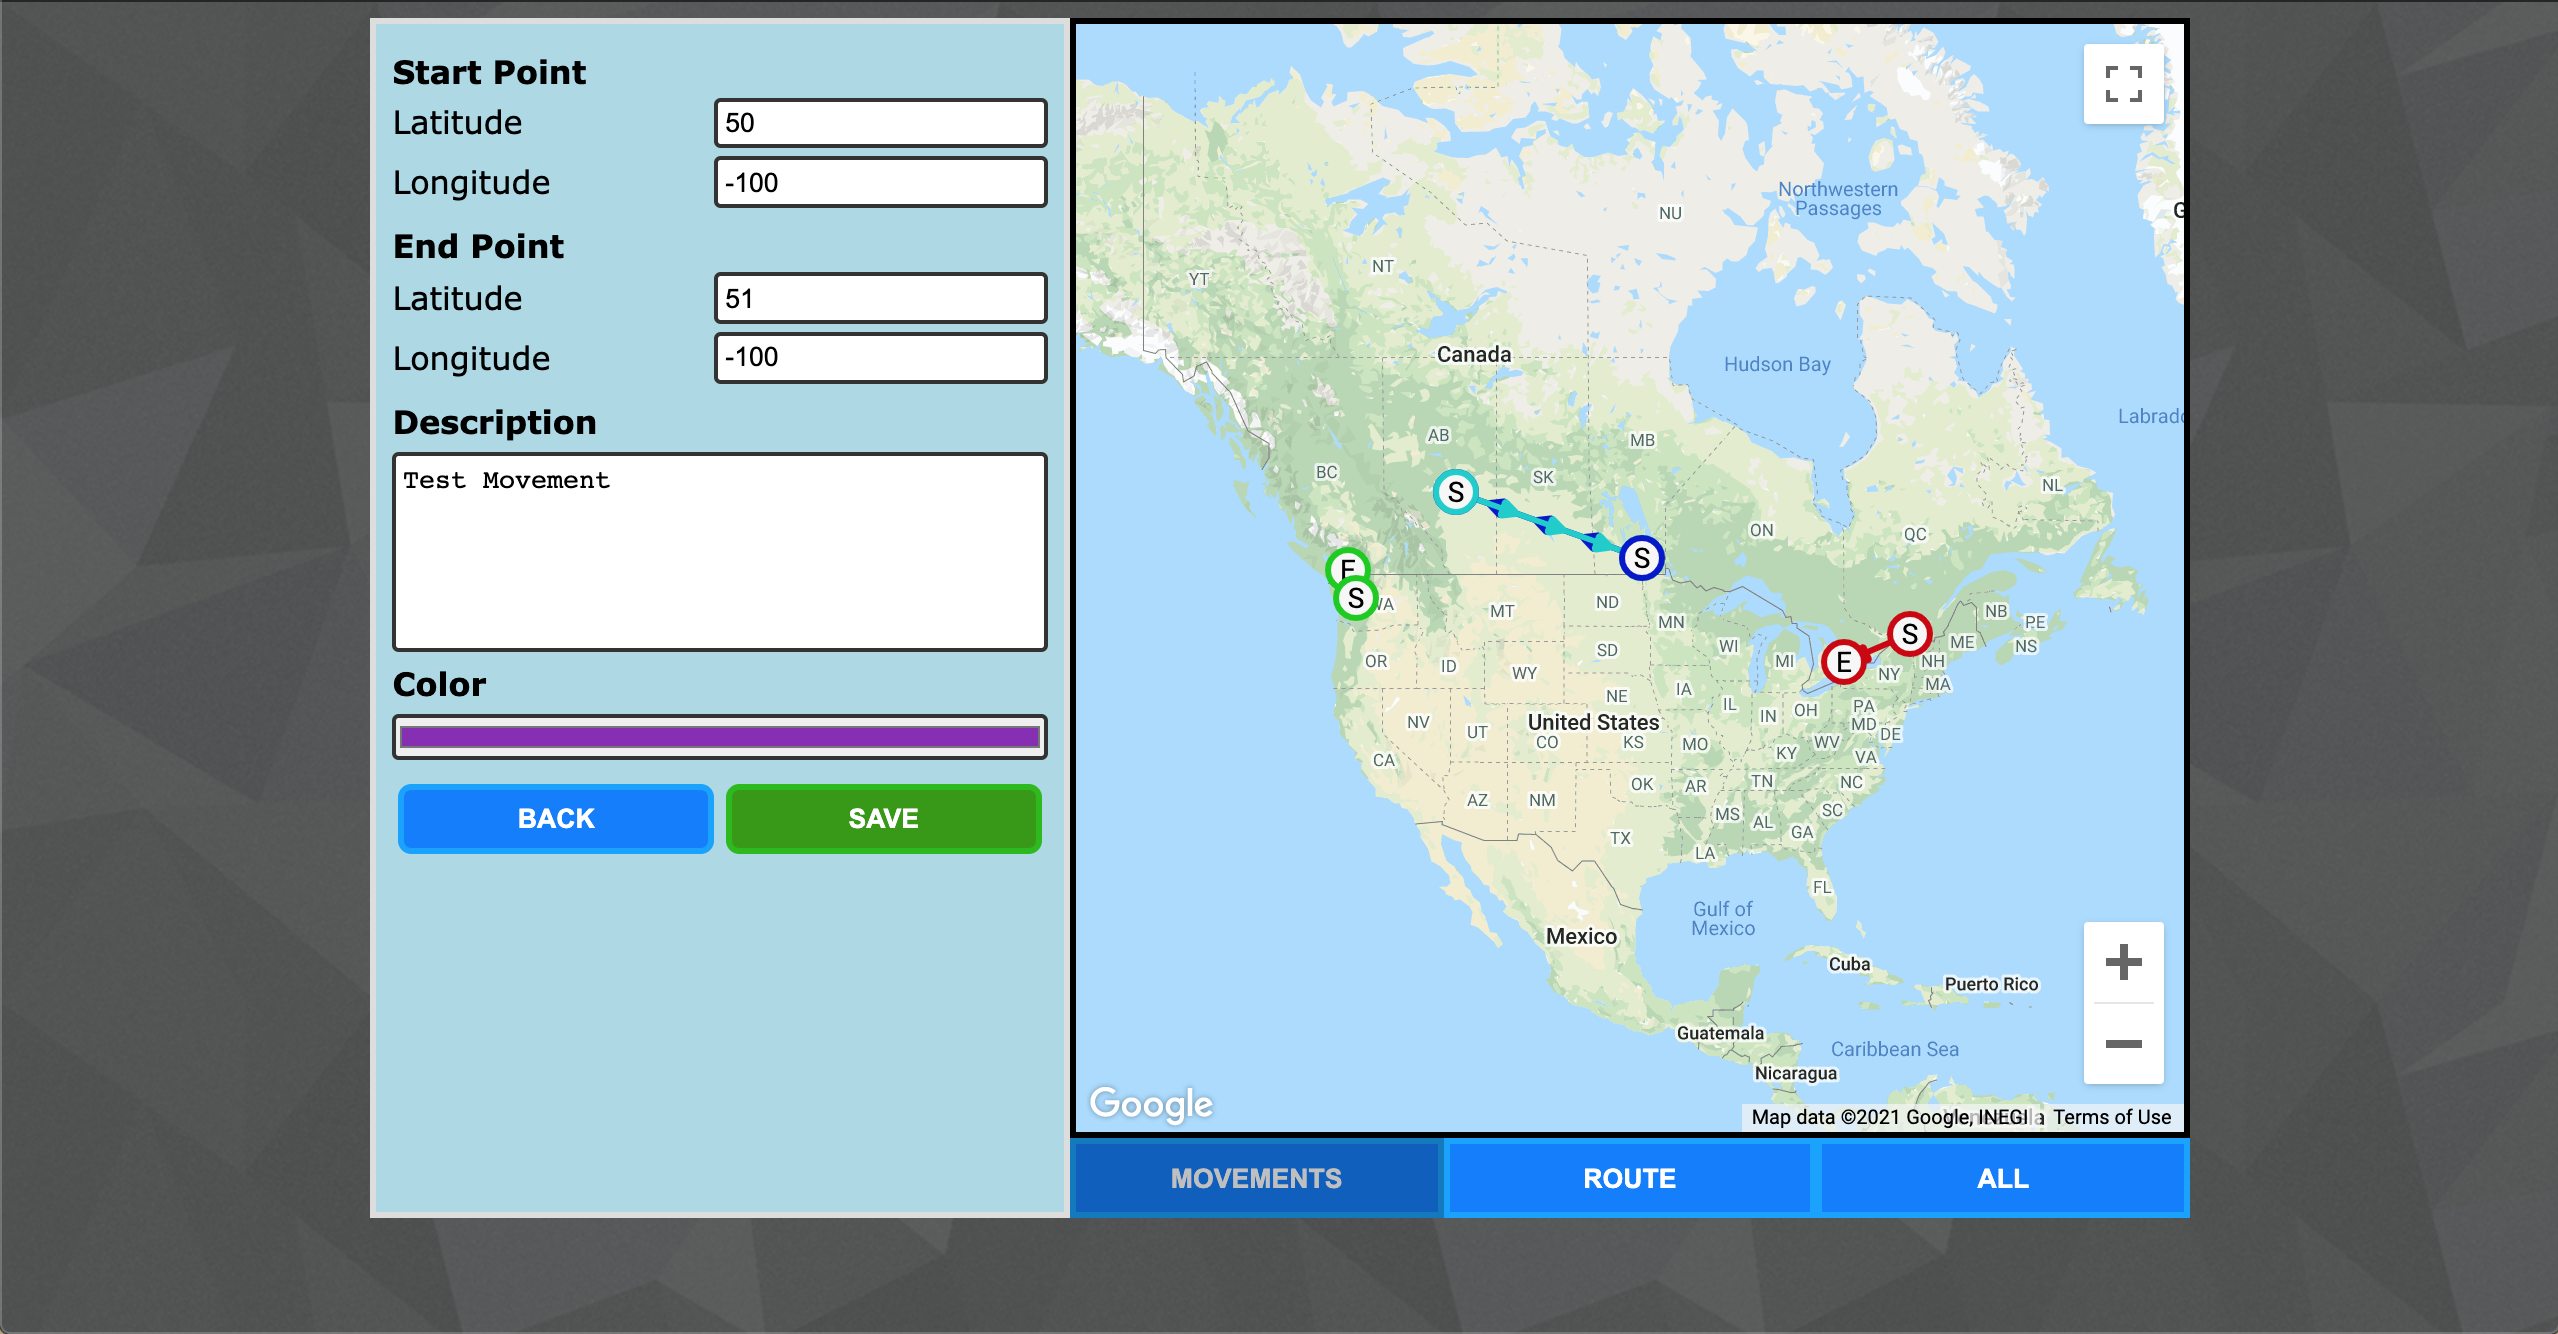 Start Point
Latitude
50
Longitude
-100
End Point
Latitude
51
Longitude
-100
Description
Test Movement
Color
BACK
SAVE
Northwestern
Passages
NU
G
NT
YT
Canada
Hudson Bay
Labrado
AB
MB
BC
SK
NL
S
ON
QC
S
E
S
WA
MT
ND
MN
NB
PE
S
NS
ME
OR
ID
WY
SD
WI
MI
E
NY
NH
MA
NE
IA
IL
IN
OH
PA
MD
DE
NV
UT
United States
CO
KS
MO
KY
WV
VA
CA
OK
AR
TN
NC
AZ
NM
MS
AL
GA
SC
TX
LA
FL
Gulf of
Mexico
Mexico
Cuba
Puerto Rico
Guatemala
Caribbean Sea
Nicaragua
Google
Map data ©2021 Google, INEGI
Terms of Use
MOVEMENTS
ROUTE
ALL